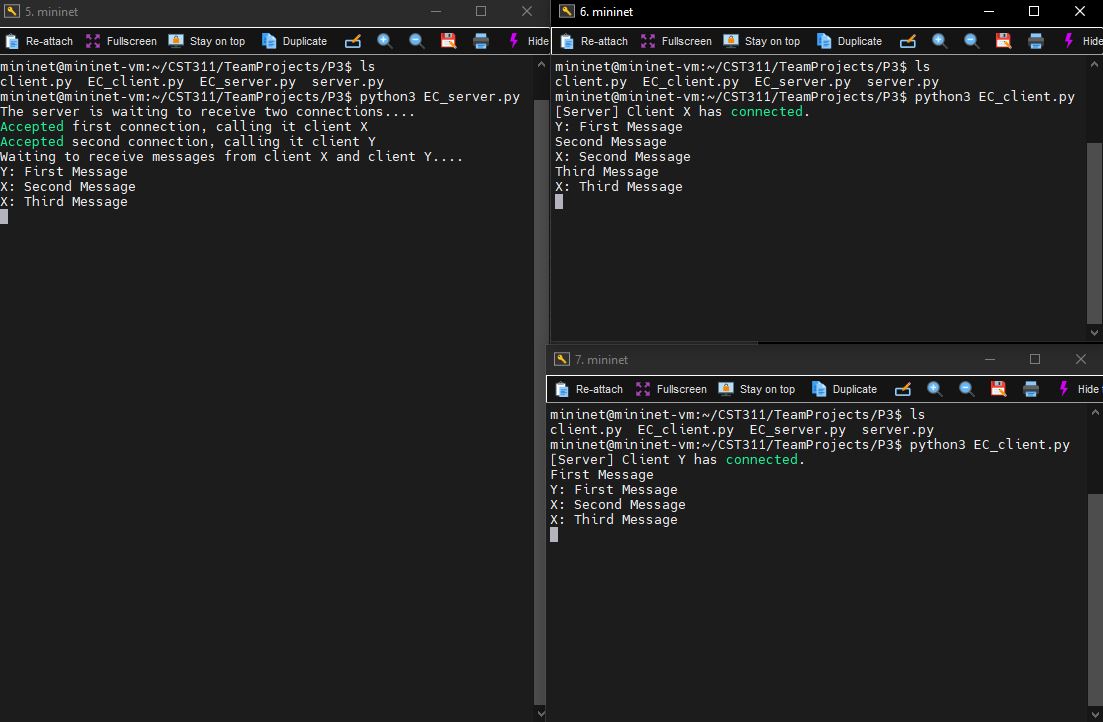 5. mininet
Re-attach Fullscreen Stay on top Duplicate Hide
mininet@mininet-vm:~/CST311/TeamProjects/P3$ ls
client.py  EC_client.py  EC_server.py  server.py
mininet@mininet-vm:~/CST311/TeamProjects/P3$ python3 EC_server.py
The server is waiting to receive two connections....
Accepted first connection, calling it client X
Accepted second connection, calling it client Y
Waiting to receive messages from client X and client Y....
Y: First Message
X: Second Message
X: Third Message
6. mininet
Re-attach Fullscreen Stay on top Duplicate Hide
mininet@mininet-vm:~/CST311/TeamProjects/P3$ ls
client.py  EC_client.py  EC_server.py  server.py
mininet@mininet-vm:~/CST311/TeamProjects/P3$ python3 EC_client.py
[Server] Client X has connected.
Y: First Message
Second Message
X: Second Message
Third Message
X: Third Message
7. mininet
Re-attach Fullscreen Stay on top Duplicate Hide
mininet@mininet-vm:~/CST311/TeamProjects/P3$ ls
client.py  EC_client.py  EC_server.py  server.py
mininet@mininet-vm:~/CST311/TeamProjects/P3$ python3 EC_client.py
[Server] Client Y has connected.
First Message
Y: First Message
X: Second Message
X: Third Message